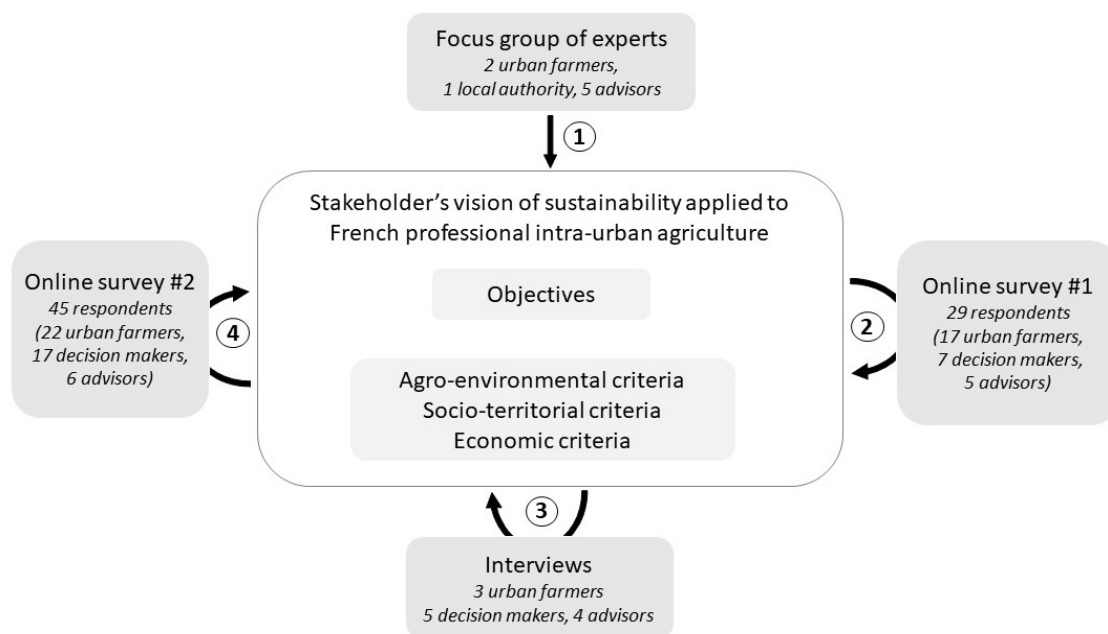 Focus group of experts
2 urban farmers,
1 local authority, 5 advisors
1
Stakeholder’s vision of sustainability applied to
French professional intra-urban agriculture
Objectives
Agro-environmental criteria
Socio-territorial criteria
Economic criteria
Online survey #1
29 respondents
(17 urban farmers,
7 decision makers,
5 advisors)
2
3
Interviews
3 urban farmers
5 decision makers, 4 advisors
Online survey #2
45 respondents
(22 urban farmers,
17 decision makers,
6 advisors)
4